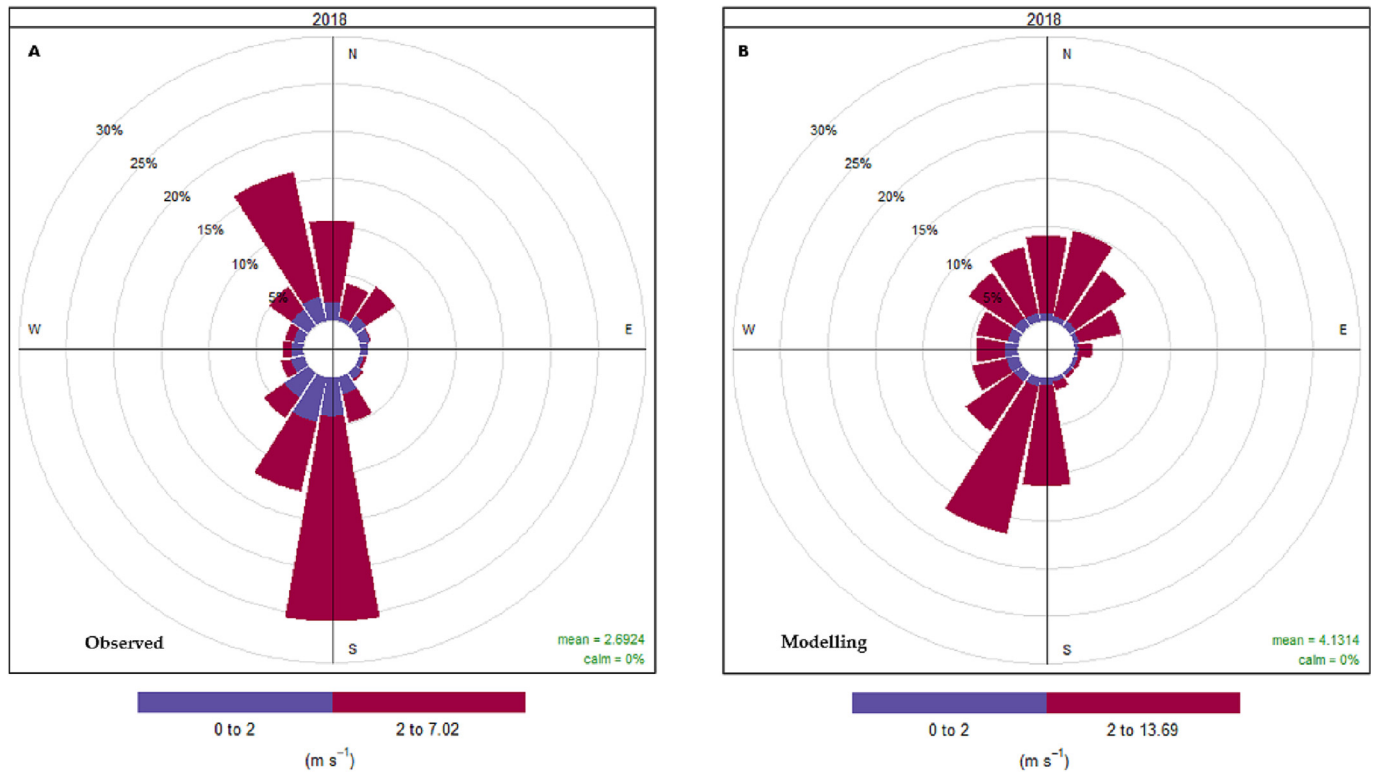 2018
A
N
30%
25%
20%
15%
10%
5%
W
E
S
Observed
mean = 2.6924
calm = 0%
0 to 2
2 to 7.02
(m s⁻¹)
2018
B
N
30%
25%
20%
15%
10%
5%
W
E
S
Modelling
mean = 4.1314
calm = 0%
0 to 2
2 to 13.69
(m s⁻¹)